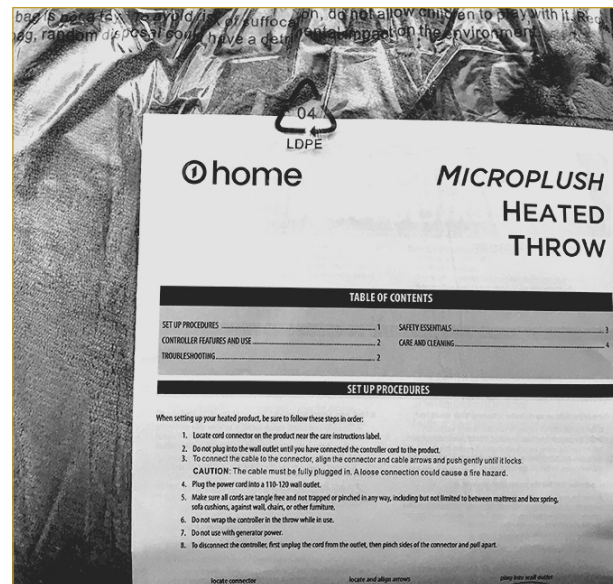 bag is not a toy. To avoid risk of suffocation, do not allow children to play with it.
bag, random disposal could have a detrimental impact on the environment.
04
LDPE
1home
MICROPLUSH
HEATED
THROW
TABLE OF CONTENTS
SET UP PROCEDURES 1
CONTROLLER FEATURES AND USE 2
TROUBLESHOOTING 2
SAFETY ESSENTIALS 3
CARE AND CLEANING 4
SET UP PROCEDURES
When setting up your heated product, be sure to follow these steps in order:
1. Locate cord connector on the product near the care instructions label.
2. Do not plug into the wall outlet until you have connected the controller cord to the product.
3. To connect the cable to the connector, align the connector and cable arrows and push gently until it locks.
CAUTION: The cable must be fully plugged in. A loose connection could cause a fire hazard.
4. Plug the power cord into a 110-120 wall outlet.
5. Make sure all cords are tangle free and not trapped or pinched in any way, including but not limited to between mattress and box spring,
sofa cushions, against wall, chairs, or other furniture.
6. Do not wrap the controller in the throw while in use.
7. Do not use with generator power.
8. To disconnect the controller, first unplug the cord from the outlet, then pinch sides of the connector and pull apart.
locate connector
locate and align arrows
plug into wall outlet